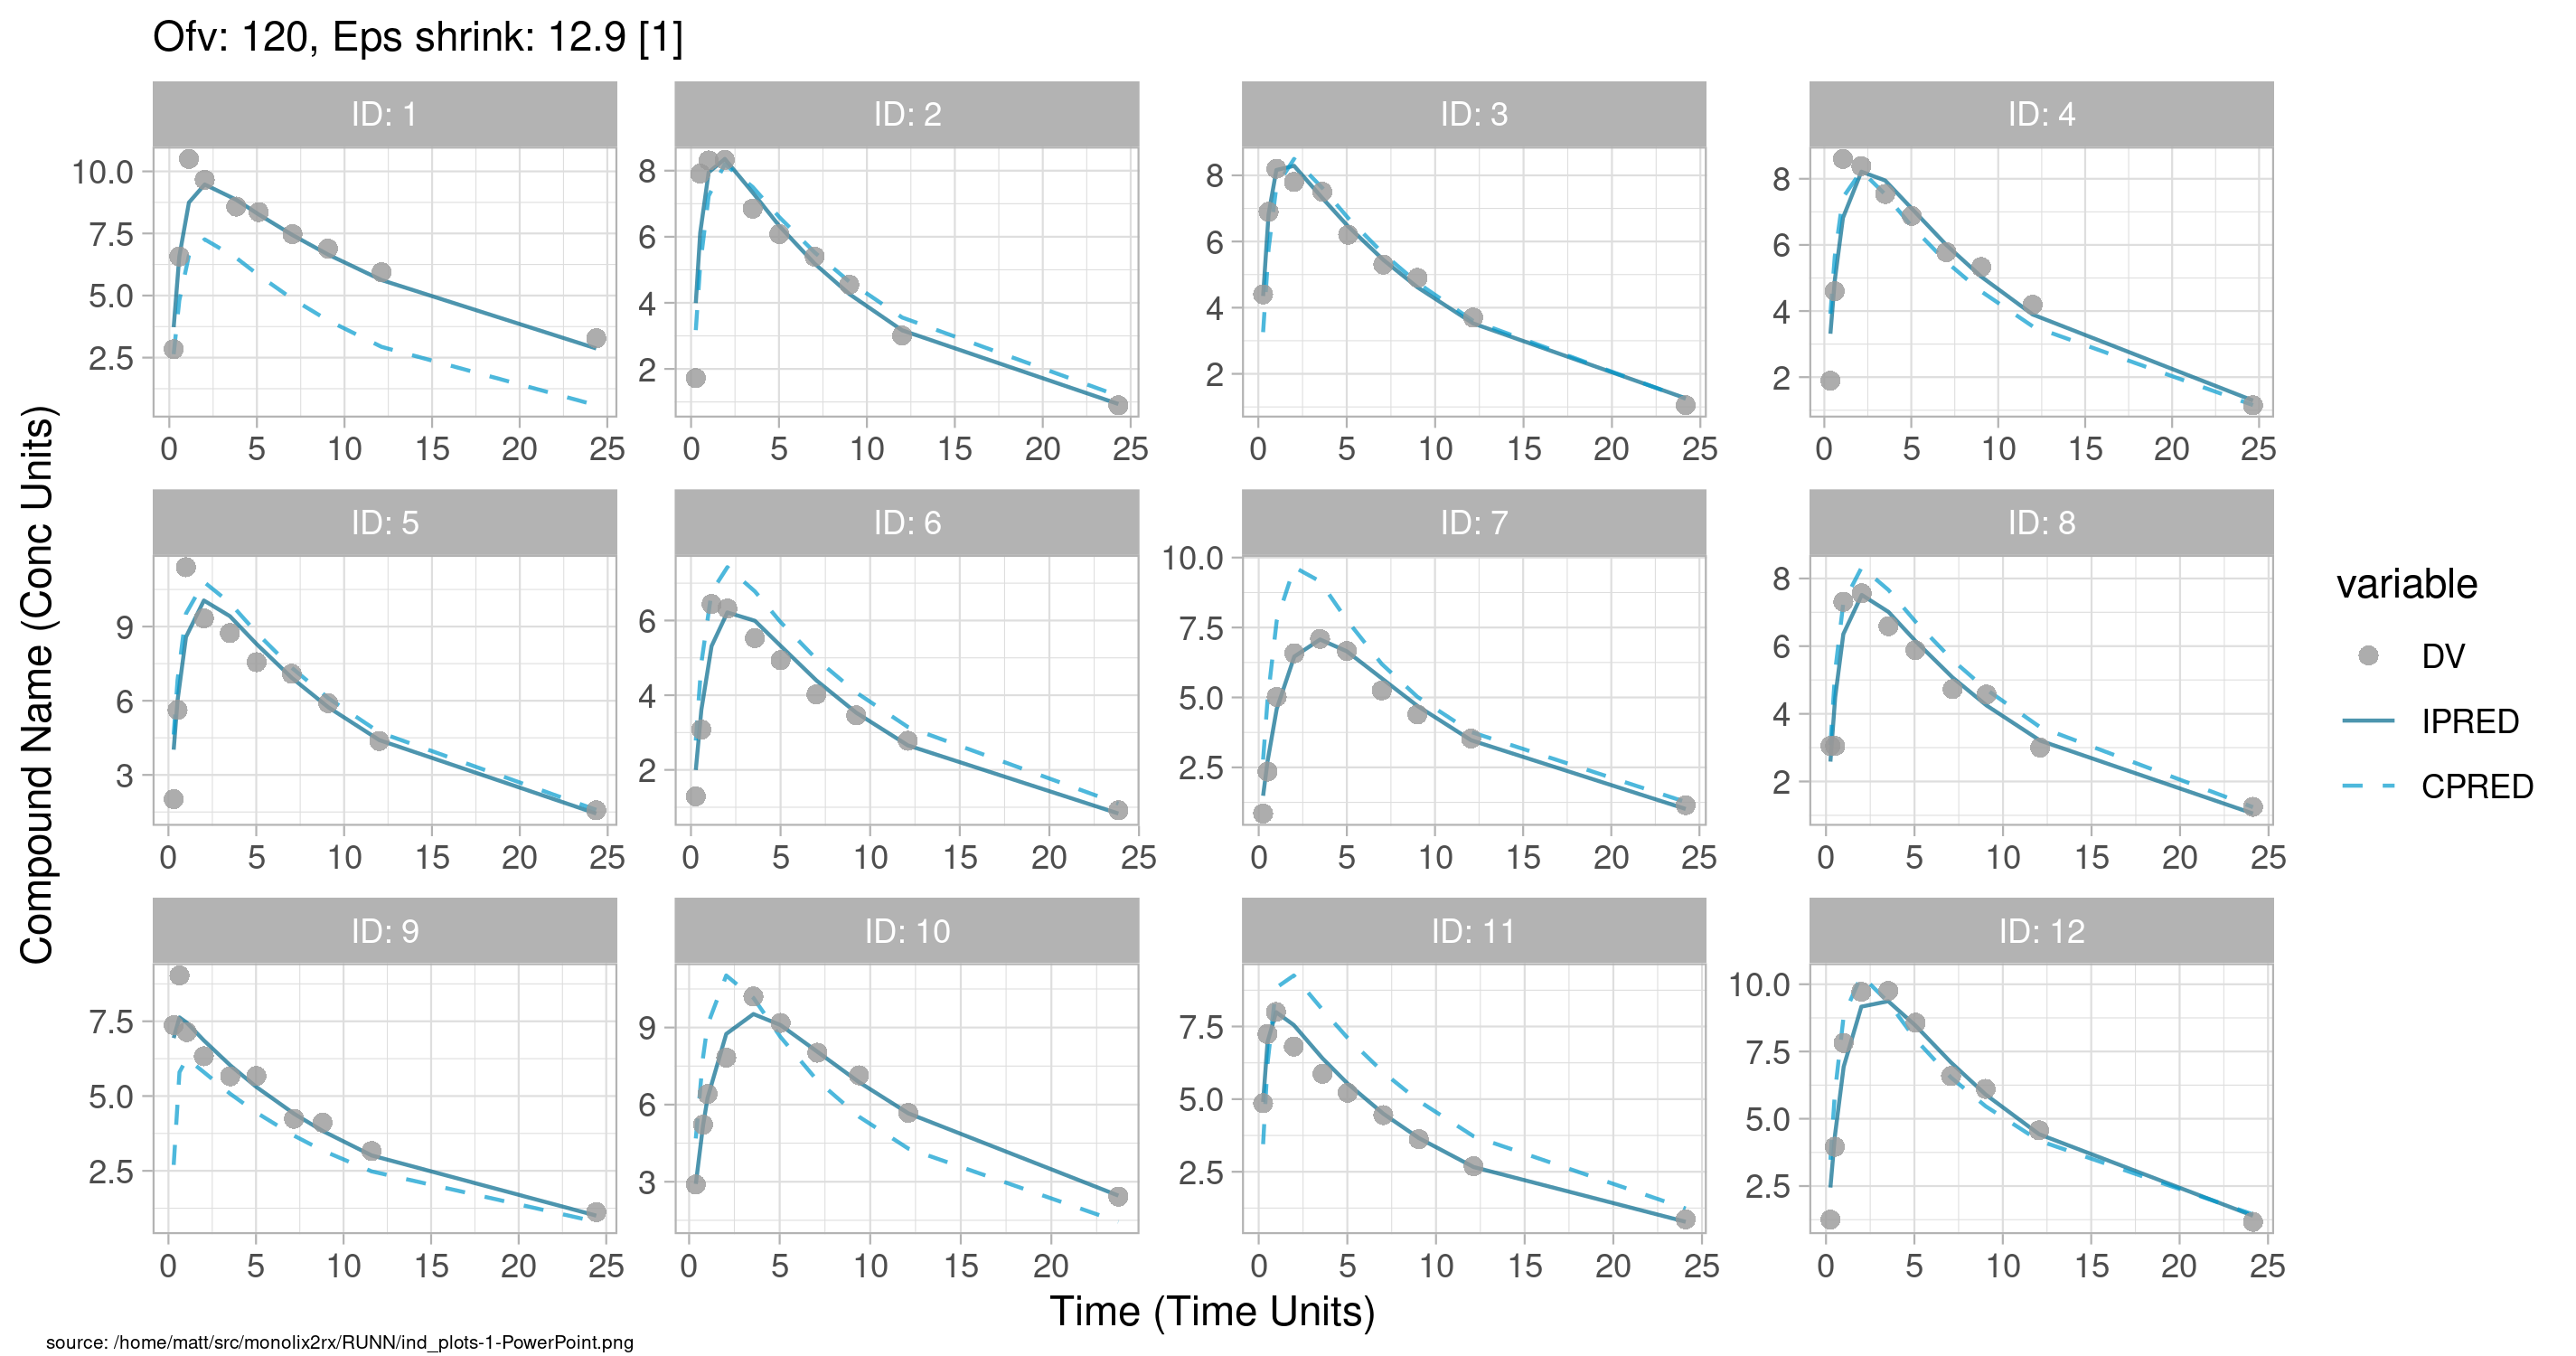 Ofv: 120, Eps shrink: 12.9 [1]
ID: 1
ID: 2
ID: 3
ID: 4
10.0
7.5
5.0
2.5
0 5 10 15 20 25
8
6
4
2
0 5 10 15 20 25
8
6
4
2
0 5 10 15 20 25
8
6
4
2
0 5 10 15 20 25
ID: 5
ID: 6
ID: 7
ID: 8
9
6
3
0 5 10 15 20 25
6
4
2
0 5 10 15 20 25
10.0
7.5
5.0
2.5
0 5 10 15 20 25
8
6
4
2
0 5 10 15 20 25
ID: 9
ID: 10
ID: 11
ID: 12
7.5
5.0
2.5
0 5 10 15 20 25
9
6
3
0 5 10 15 20
7.5
5.0
2.5
0 5 10 15 20 25
10.0
7.5
5.0
2.5
0 5 10 15 20 25
Compound Name (Conc Units)
Time (Time Units)
variable
DV
IPRED
CPRED
source: /home/matt/src/monolix2rx/RUNN/ind_plots-1-PowerPoint.png